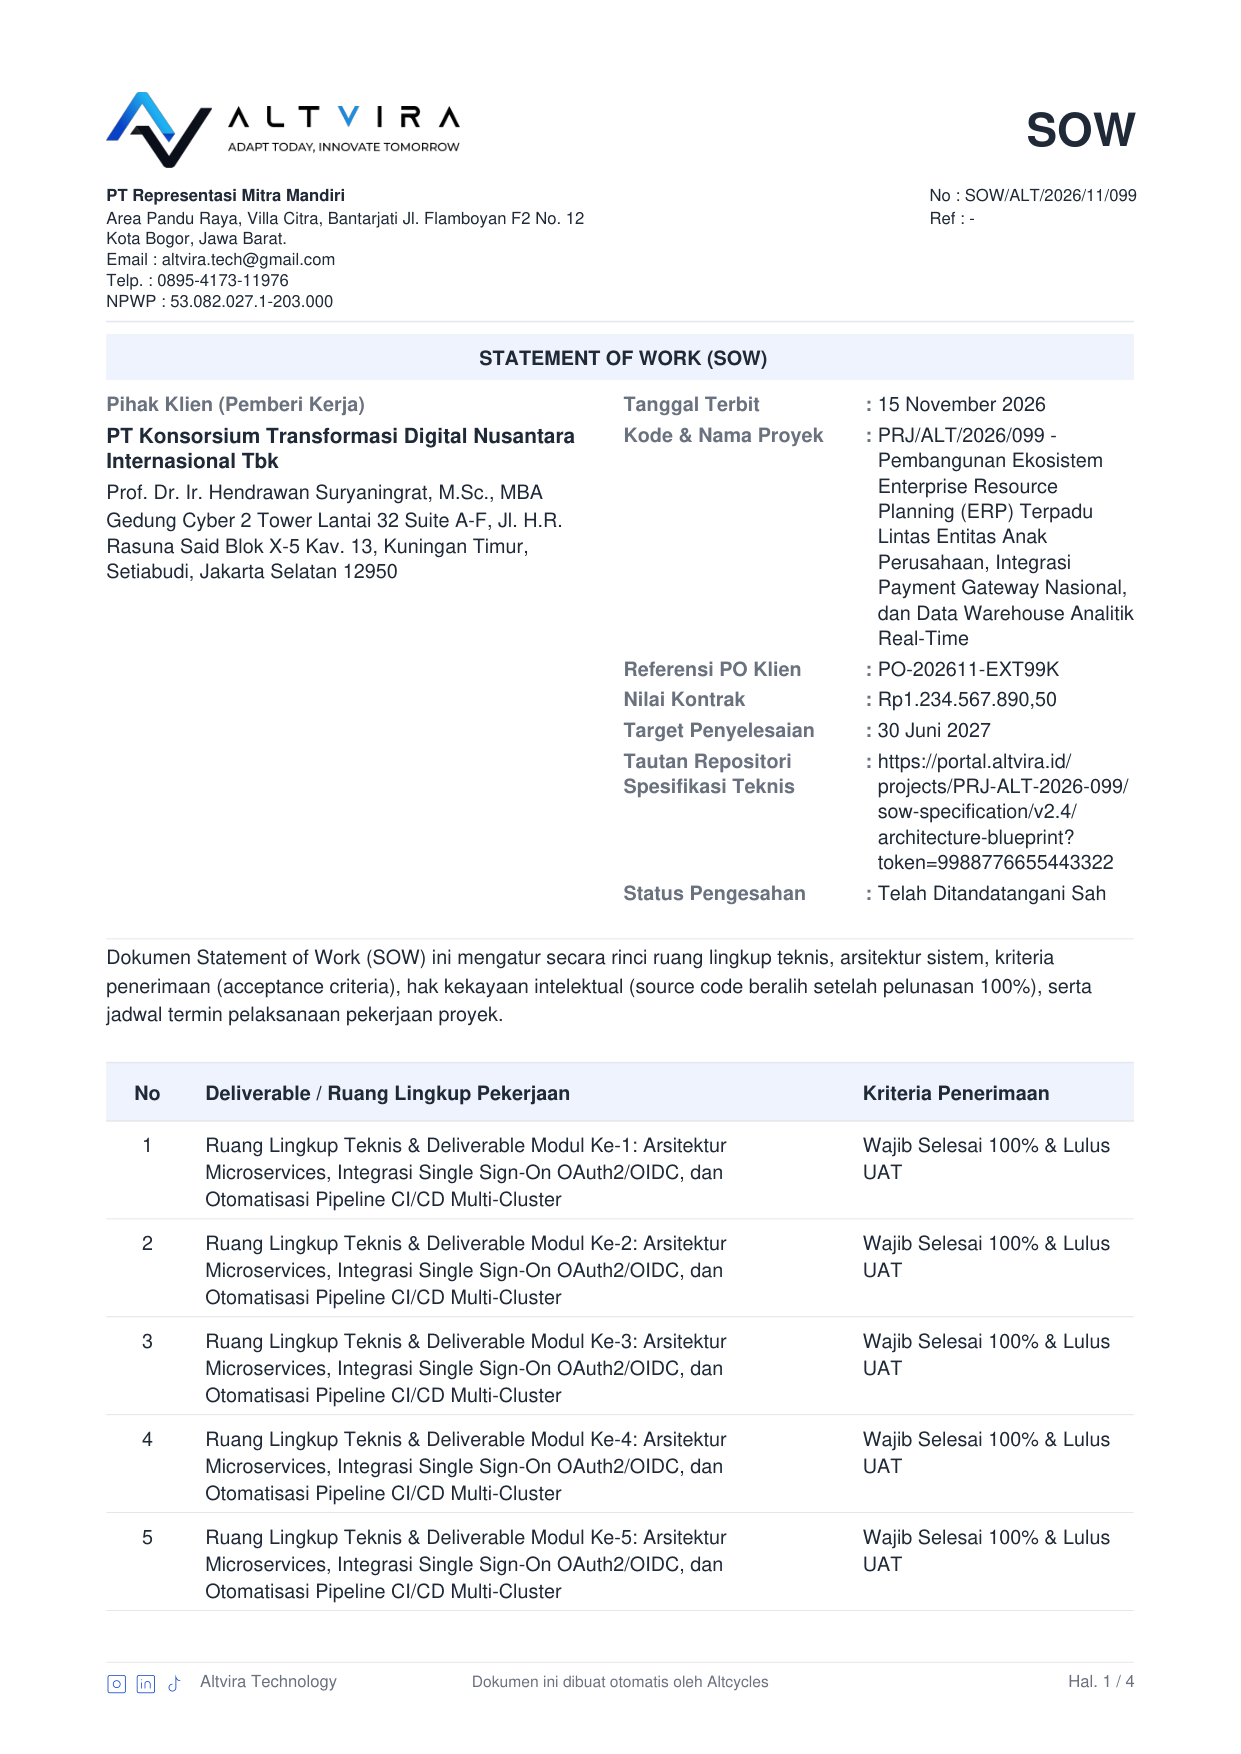 ALTVIRA
ADAPT TODAY, INNOVATE TOMORROW
SOW
PT Representasi Mitra Mandiri
Area Pandu Raya, Villa Citra, Bantarjati Jl. Flamboyan F2 No. 12
Kota Bogor, Jawa Barat.
Email : altvira.tech@gmail.com
Telp. : 0895-4173-11976
NPWP : 53.082.027.1-203.000
No : SOW/ALT/2026/11/099
Ref : -
STATEMENT OF WORK (SOW)
Pihak Klien (Pemberi Kerja)
PT Konsorsium Transformasi Digital Nusantara
Internasional Tbk
Prof. Dr. Ir. Hendrawan Suryaningrat, M.Sc., MBA
Gedung Cyber 2 Tower Lantai 32 Suite A-F, Jl. H.R.
Rasuna Said Blok X-5 Kav. 13, Kuningan Timur,
Setiabudi, Jakarta Selatan 12950
Tanggal Terbit : 15 November 2026
Kode & Nama Proyek : PRJ/ALT/2026/099 -
Pembangunan Ekosistem
Enterprise Resource
Planning (ERP) Terpadu
Lintas Entitas Anak
Perusahaan, Integrasi
Payment Gateway Nasional,
dan Data Warehouse Analitik
Real-Time
Referensi PO Klien : PO-202611-EXT99K
Nilai Kontrak : Rp1.234.567.890,50
Target Penyelesaian : 30 Juni 2027
Tautan Repositori : https://portal.altvira.id/
Spesifikasi Teknis projects/PRJ-ALT-2026-099/
sow-specification/v2.4/
architecture-blueprint?
token=9988776655443322
Status Pengesahan : Telah Ditandatangani Sah
Dokumen Statement of Work (SOW) ini mengatur secara rinci ruang lingkup teknis, arsitektur sistem, kriteria
penerimaan (acceptance criteria), hak kekayaan intelektual (source code beralih setelah pelunasan 100%), serta
jadwal termin pelaksanaan pekerjaan proyek.
No Deliverable / Ruang Lingkup Pekerjaan Kriteria Penerimaan
1 Ruang Lingkup Teknis & Deliverable Modul Ke-1: Arsitektur Wajib Selesai 100% & Lulus
Microservices, Integrasi Single Sign-On OAuth2/OIDC, dan UAT
Otomatisasi Pipeline CI/CD Multi-Cluster
2 Ruang Lingkup Teknis & Deliverable Modul Ke-2: Arsitektur Wajib Selesai 100% & Lulus
Microservices, Integrasi Single Sign-On OAuth2/OIDC, dan UAT
Otomatisasi Pipeline CI/CD Multi-Cluster
3 Ruang Lingkup Teknis & Deliverable Modul Ke-3: Arsitektur Wajib Selesai 100% & Lulus
Microservices, Integrasi Single Sign-On OAuth2/OIDC, dan UAT
Otomatisasi Pipeline CI/CD Multi-Cluster
4 Ruang Lingkup Teknis & Deliverable Modul Ke-4: Arsitektur Wajib Selesai 100% & Lulus
Microservices, Integrasi Single Sign-On OAuth2/OIDC, dan UAT
Otomatisasi Pipeline CI/CD Multi-Cluster
5 Ruang Lingkup Teknis & Deliverable Modul Ke-5: Arsitektur Wajib Selesai 100% & Lulus
Microservices, Integrasi Single Sign-On OAuth2/OIDC, dan UAT
Otomatisasi Pipeline CI/CD Multi-Cluster
Altvira Technology Dokumen ini dibuat otomatis oleh Altcycles Hal. 1 / 4